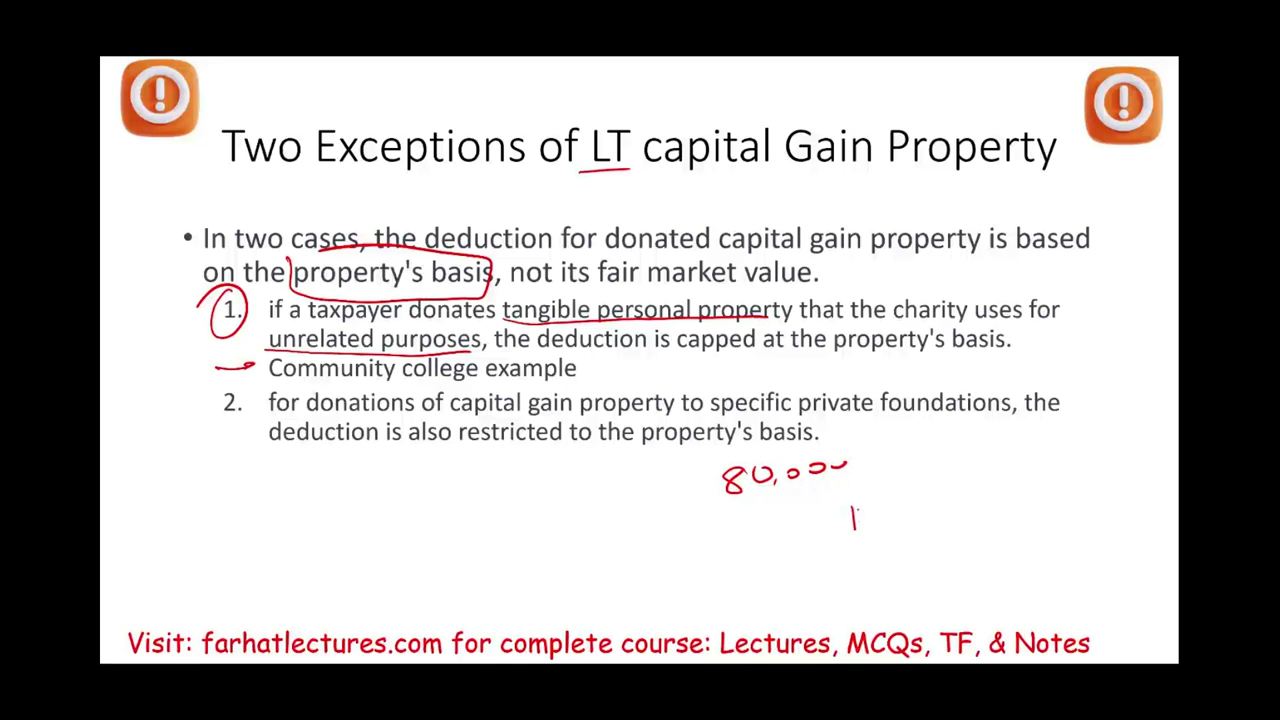 Two Exceptions of LT capital Gain Property
• In two cases, the deduction for donated capital gain property is based
on the property's basis, not its fair market value.
1. if a taxpayer donates tangible personal property that the charity uses for
unrelated purposes, the deduction is capped at the property's basis.
Community college example
2. for donations of capital gain property to specific private foundations, the
deduction is also restricted to the property's basis.
80,000
Visit: farhatlectures.com for complete course: Lectures, MCQs, TF, & Notes